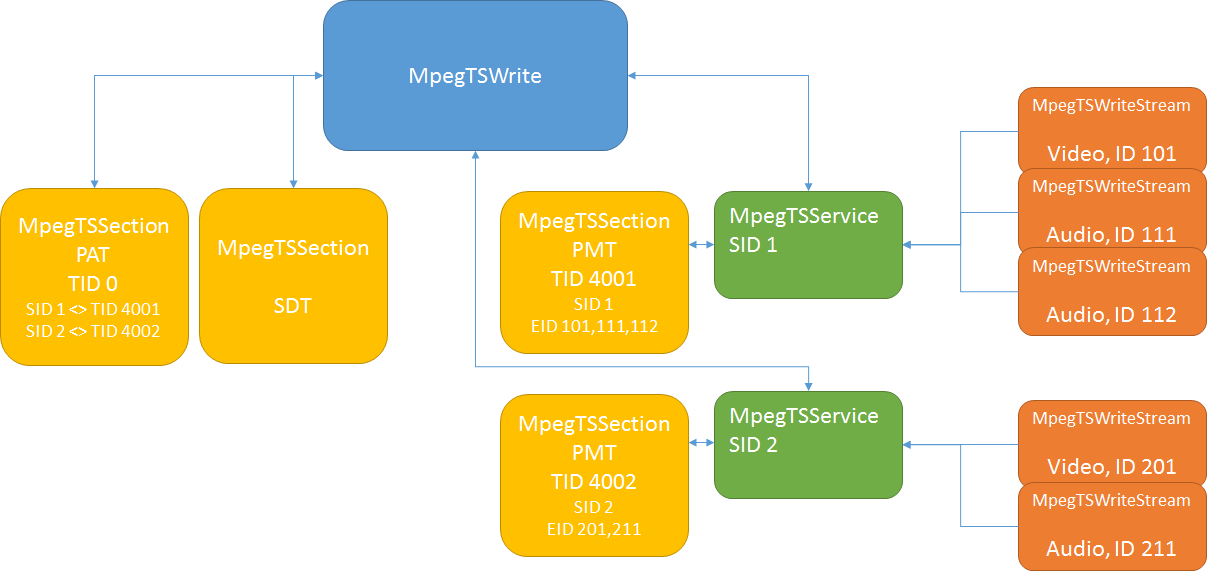 MpegTSWrite
MpegTSWriteStream
Video, ID 101
MpegTSWriteStream
Audio, ID 111
MpegTSWriteStream
Audio, ID 112
MpegTSSection
PAT
TID 0
SID 1 <> TID 4001
SID 2 <> TID 4002
MpegTSSection
SDT
MpegTSSection
PMT
TID 4001
SID 1
EID 101,111,112
MpegTSService
SID 1
MpegTSSection
PMT
TID 4002
SID 2
EID 201,211
MpegTSService
SID 2
MpegTSWriteStream
Video, ID 201
MpegTSWriteStream
Audio, ID 211